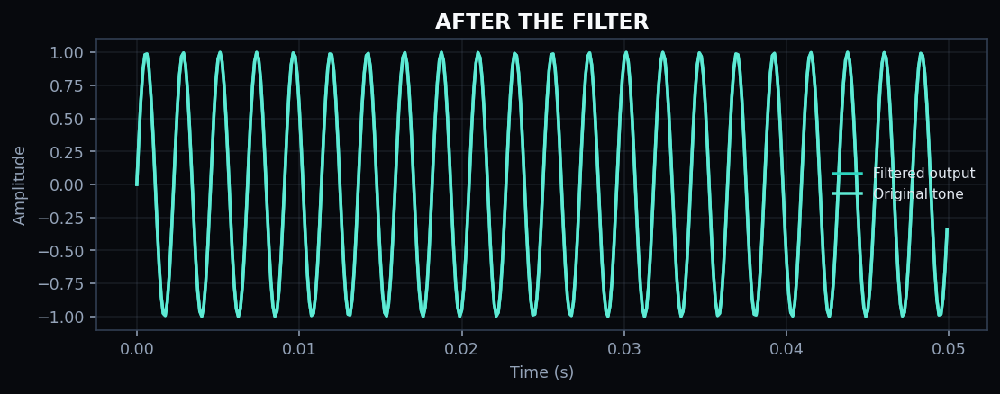 AFTER THE FILTER
1.00
0.75
0.50
0.25
0.00
−0.25
−0.50
−0.75
−1.00
Amplitude
Filtered output
Original tone
0.00 0.01 0.02 0.03 0.04 0.05
Time (s)